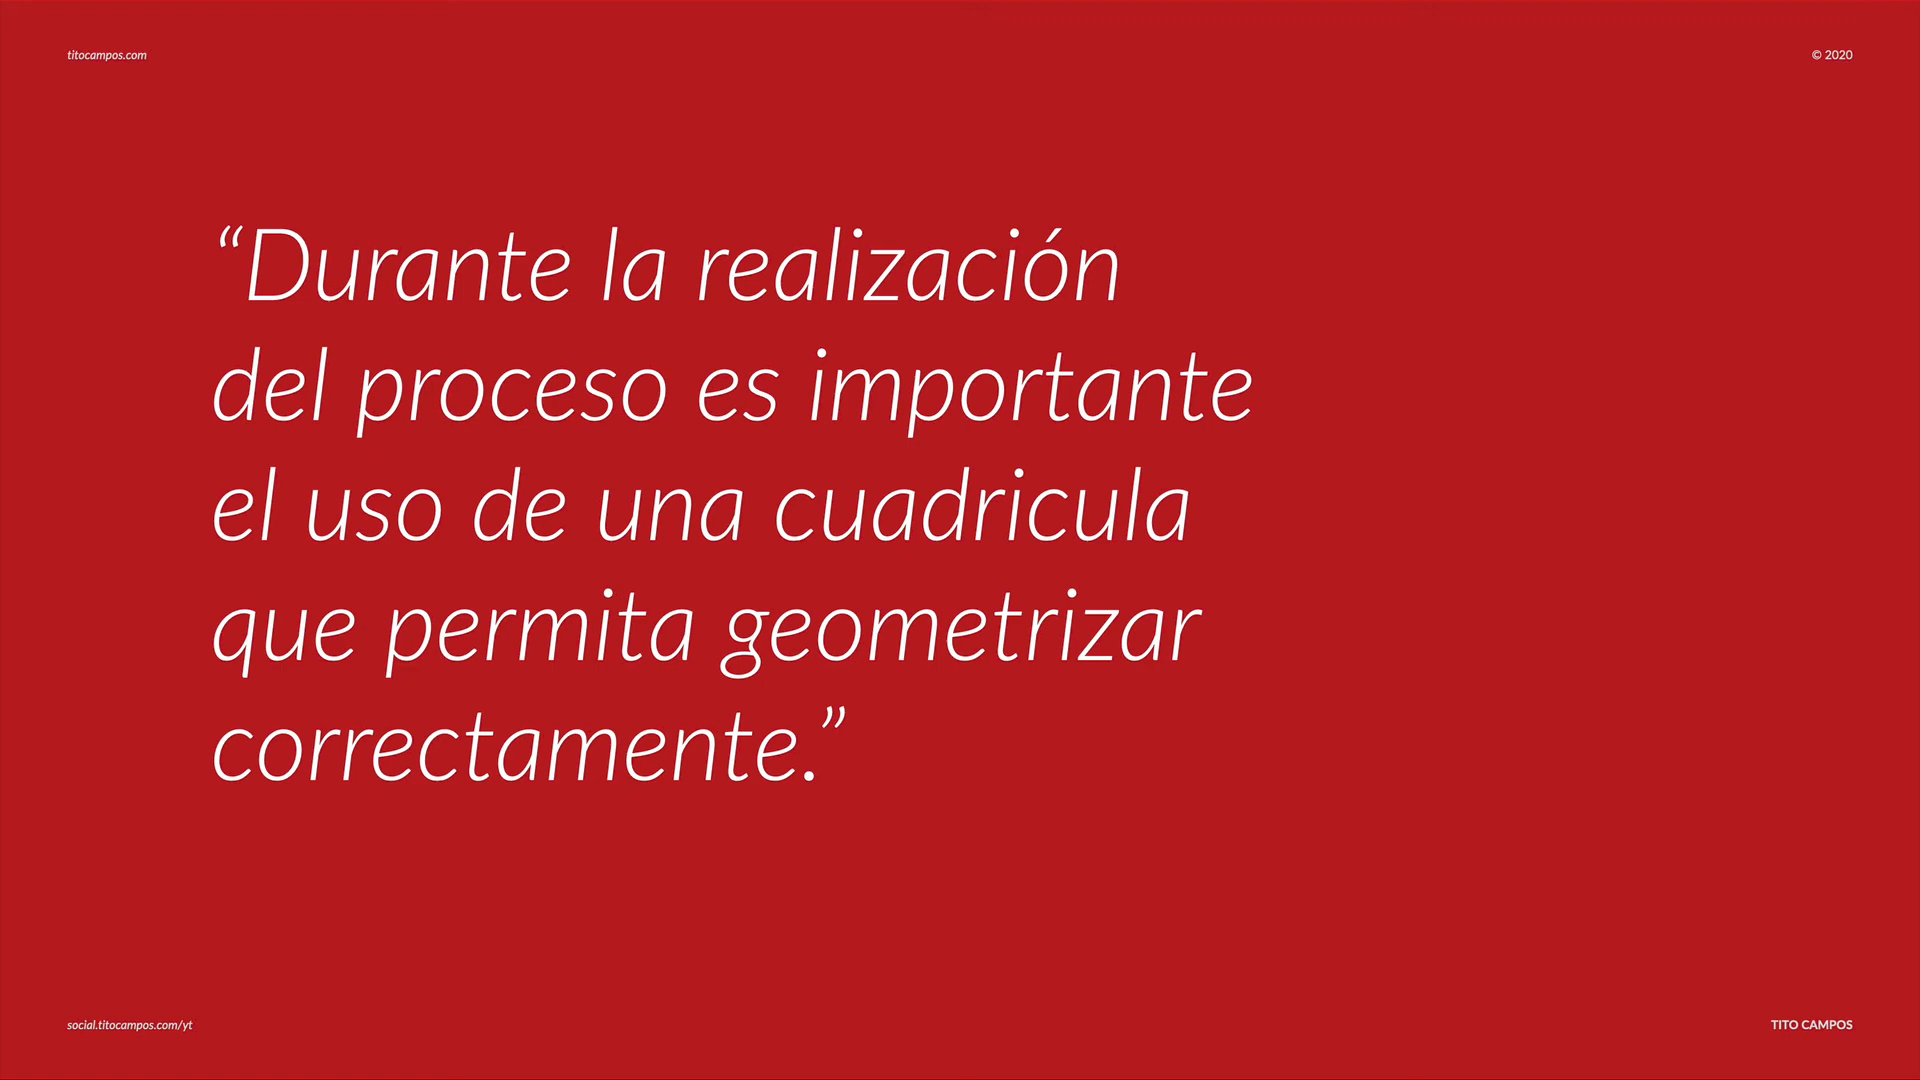 titocampos.com
© 2020
“Durante la realización
del proceso es importante
el uso de una cuadricula
que permita geometrizar
correctamente.”
social.titocampos.com/yt
TITO CAMPOS